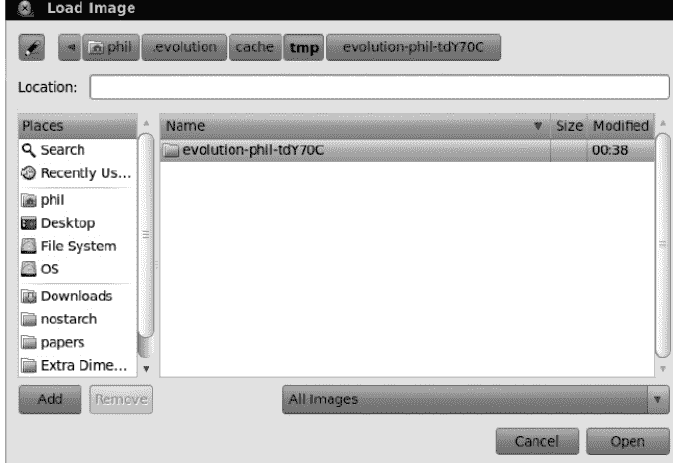 Load Image
phil .evolution cache tmp evolution-phil-tdY70C
Location:
Places Name Size Modified
Search evolution-phil-tdY70C 00:38
Recently Us...
phil
Desktop
File System
OS
Downloads
nostarch
papers
Extra Dime...
Add Remove All Images
Cancel Open